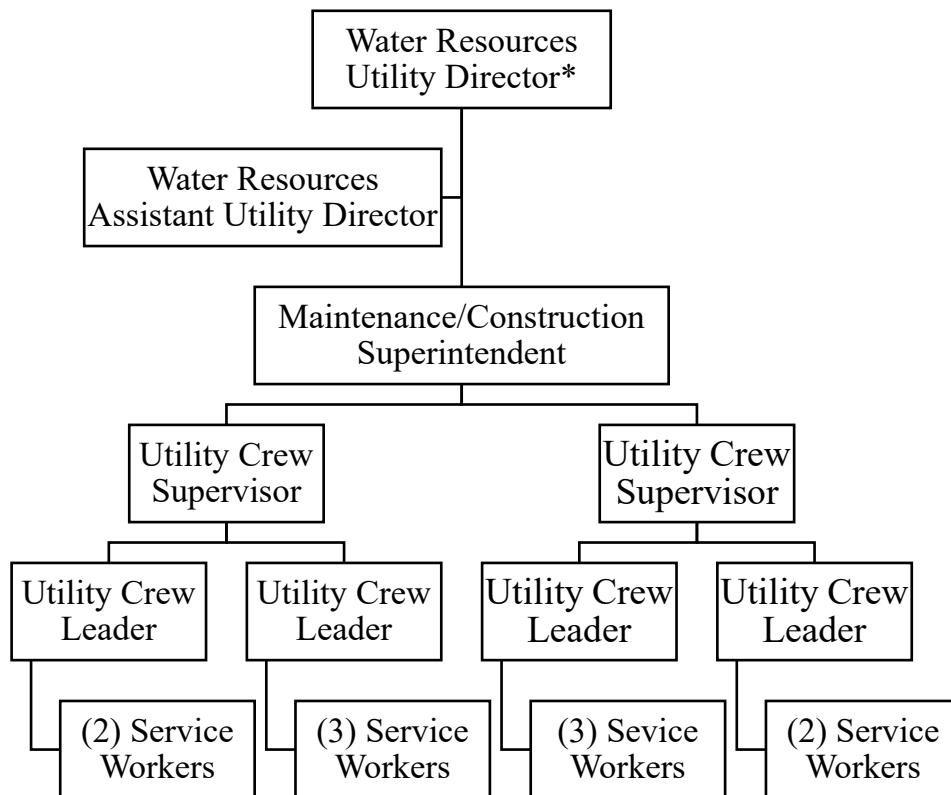 Water Resources
Utility Director*
Water Resources
Assistant Utility Director
Maintenance/Construction
Superintendent
Utility Crew
Supervisor
Utility Crew
Supervisor
Utility Crew
Leader
Utility Crew
Leader
Utility Crew
Leader
Utility Crew
Leader
(2) Service
Workers
(3) Service
Workers
(3) Sevice
Workers
(2) Service
Workers